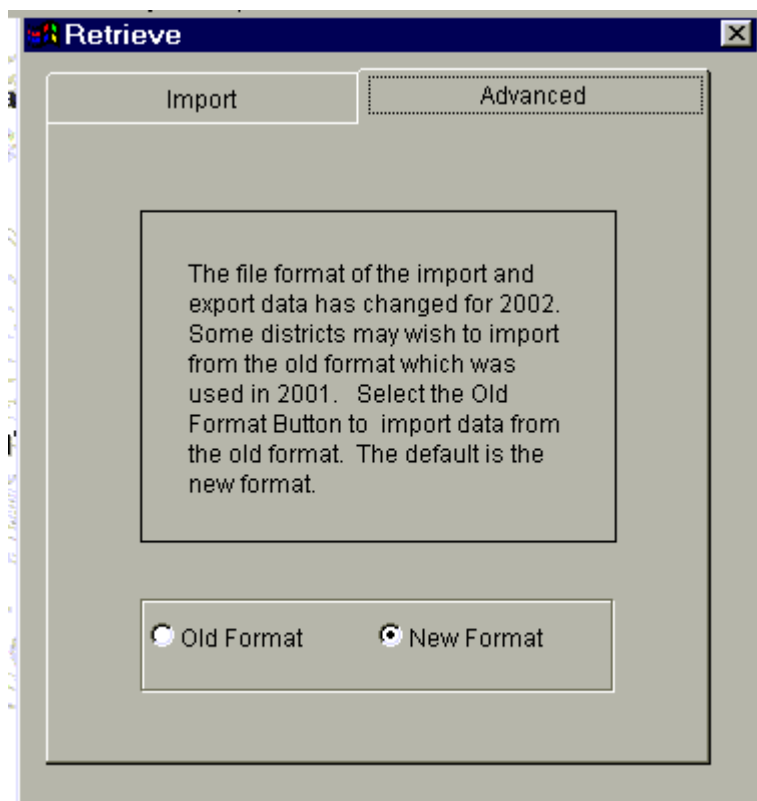 Retrieve
Import
Advanced
The file format of the import and
export data has changed for 2002.
Some districts may wish to import
from the old format which was
used in 2001.   Select the Old
Format Button to  import data from
the old format.  The default is the
new format.
Old Format
New Format